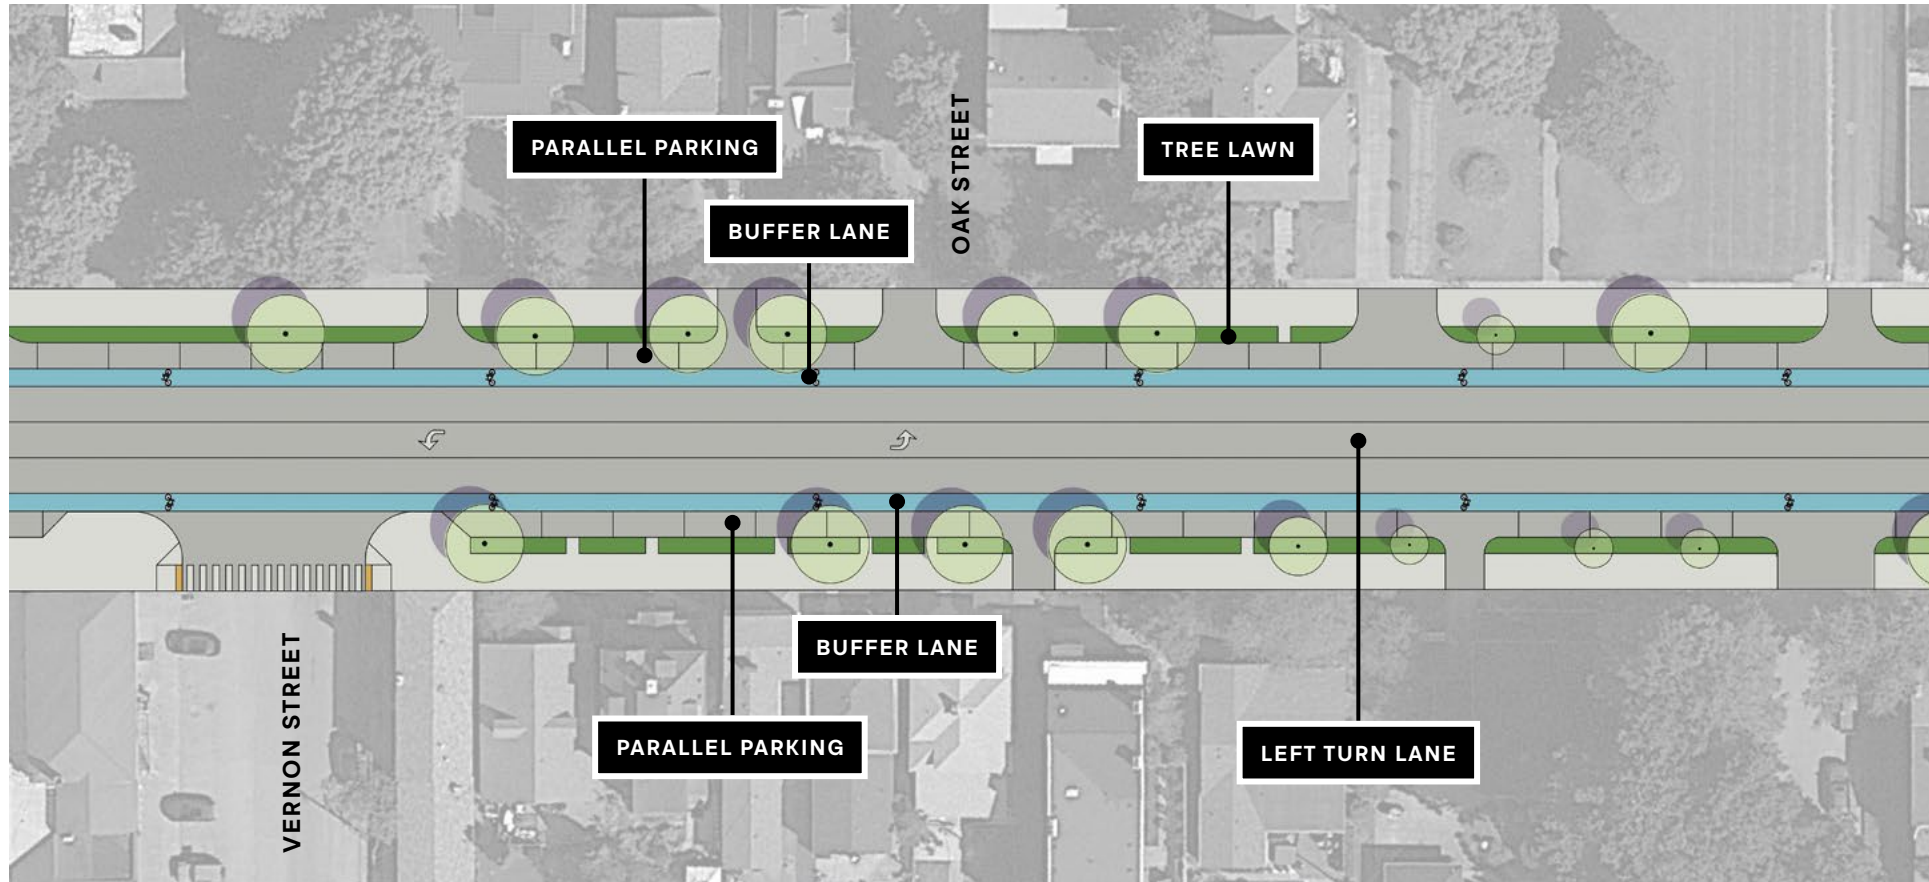 PARALLEL PARKING
TREE LAWN
BUFFER LANE
OAK STREET
BUFFER LANE
PARALLEL PARKING
LEFT TURN LANE
VERNON STREET